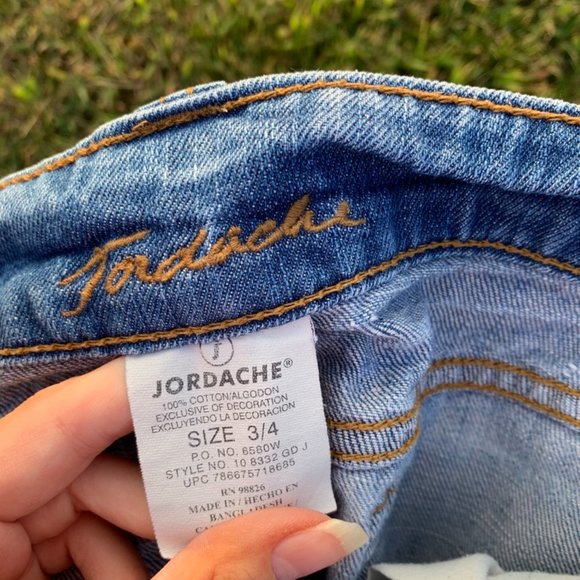 Jordache
J
JORDACHE®
100% COTTON/ALGODON
EXCLUSIVE OF DECORATION
EXCLUYENDO LA DECORACION
SIZE 3/4
P.O. NO. 6580W
STYLE NO. 10 8332 GD J
UPC 786675718685
RN 98826
MADE IN / HECHO EN
BANGLADESH